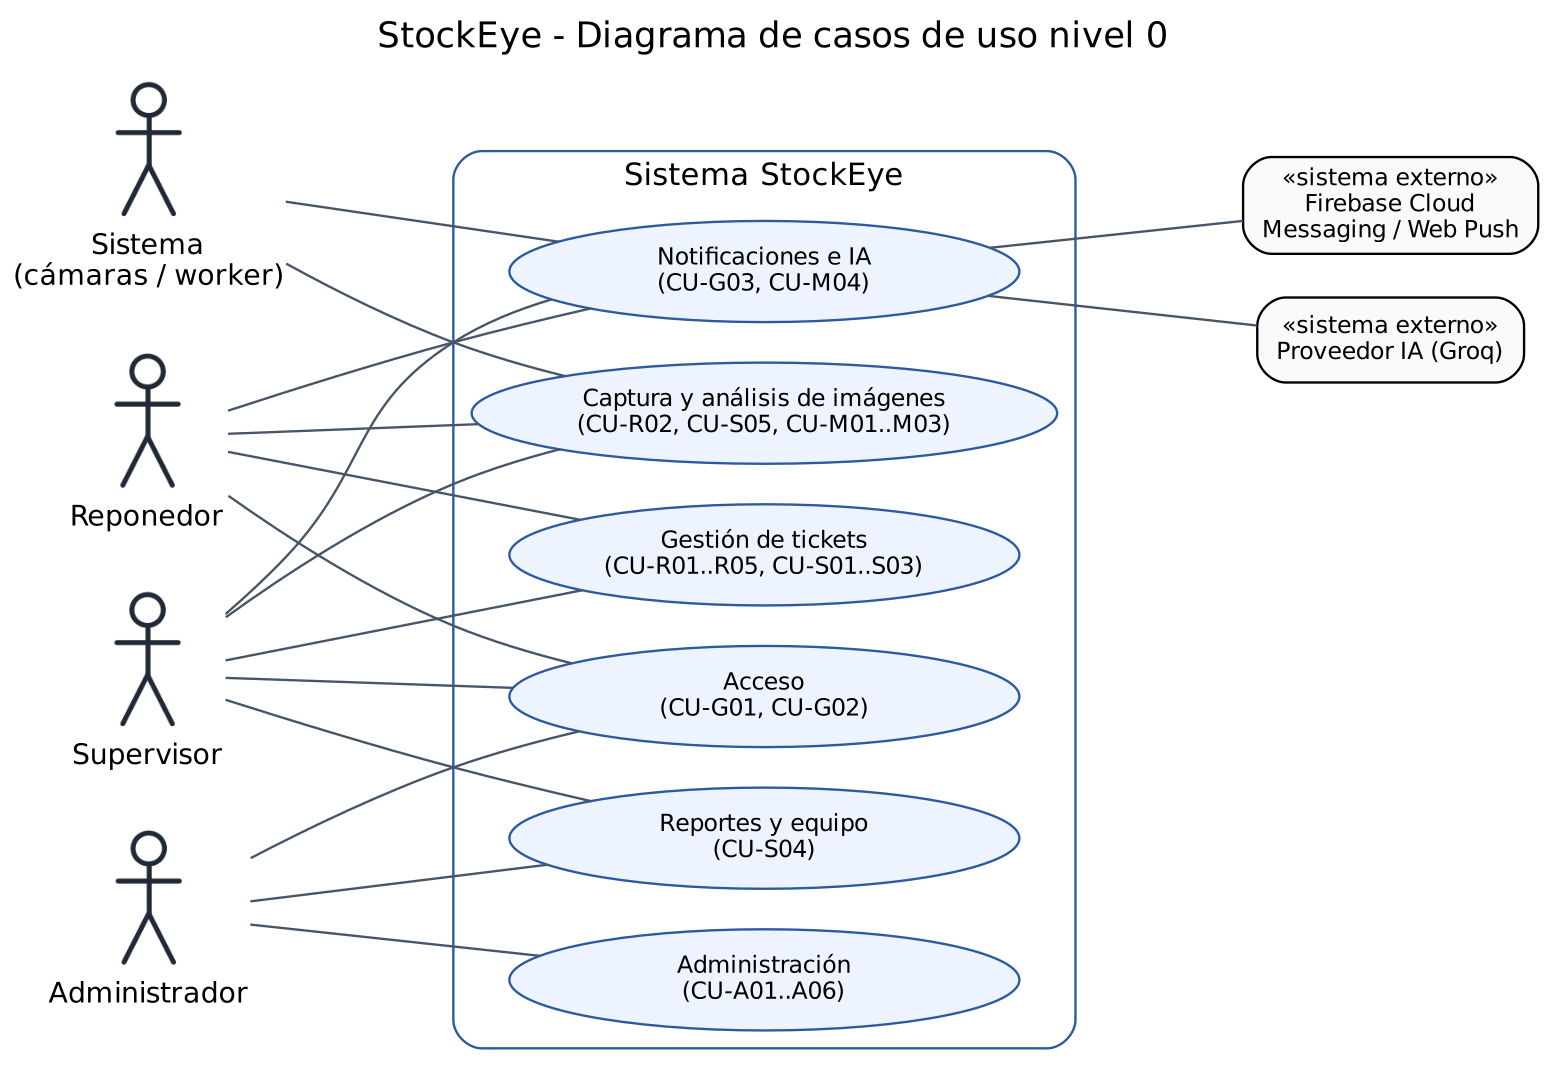 StockEye - Diagrama de casos de uso nivel 0
Sistema
(cámaras / worker)
Reponedor
Supervisor
Administrador
Sistema StockEye
Notificaciones e IA
(CU-G03, CU-M04)
Captura y análisis de imágenes
(CU-R02, CU-S05, CU-M01..M03)
Gestión de tickets
(CU-R01..R05, CU-S01..S03)
Acceso
(CU-G01, CU-G02)
Reportes y equipo
(CU-S04)
Administración
(CU-A01..A06)
«sistema externo»
Firebase Cloud
Messaging / Web Push
«sistema externo»
Proveedor IA (Groq)